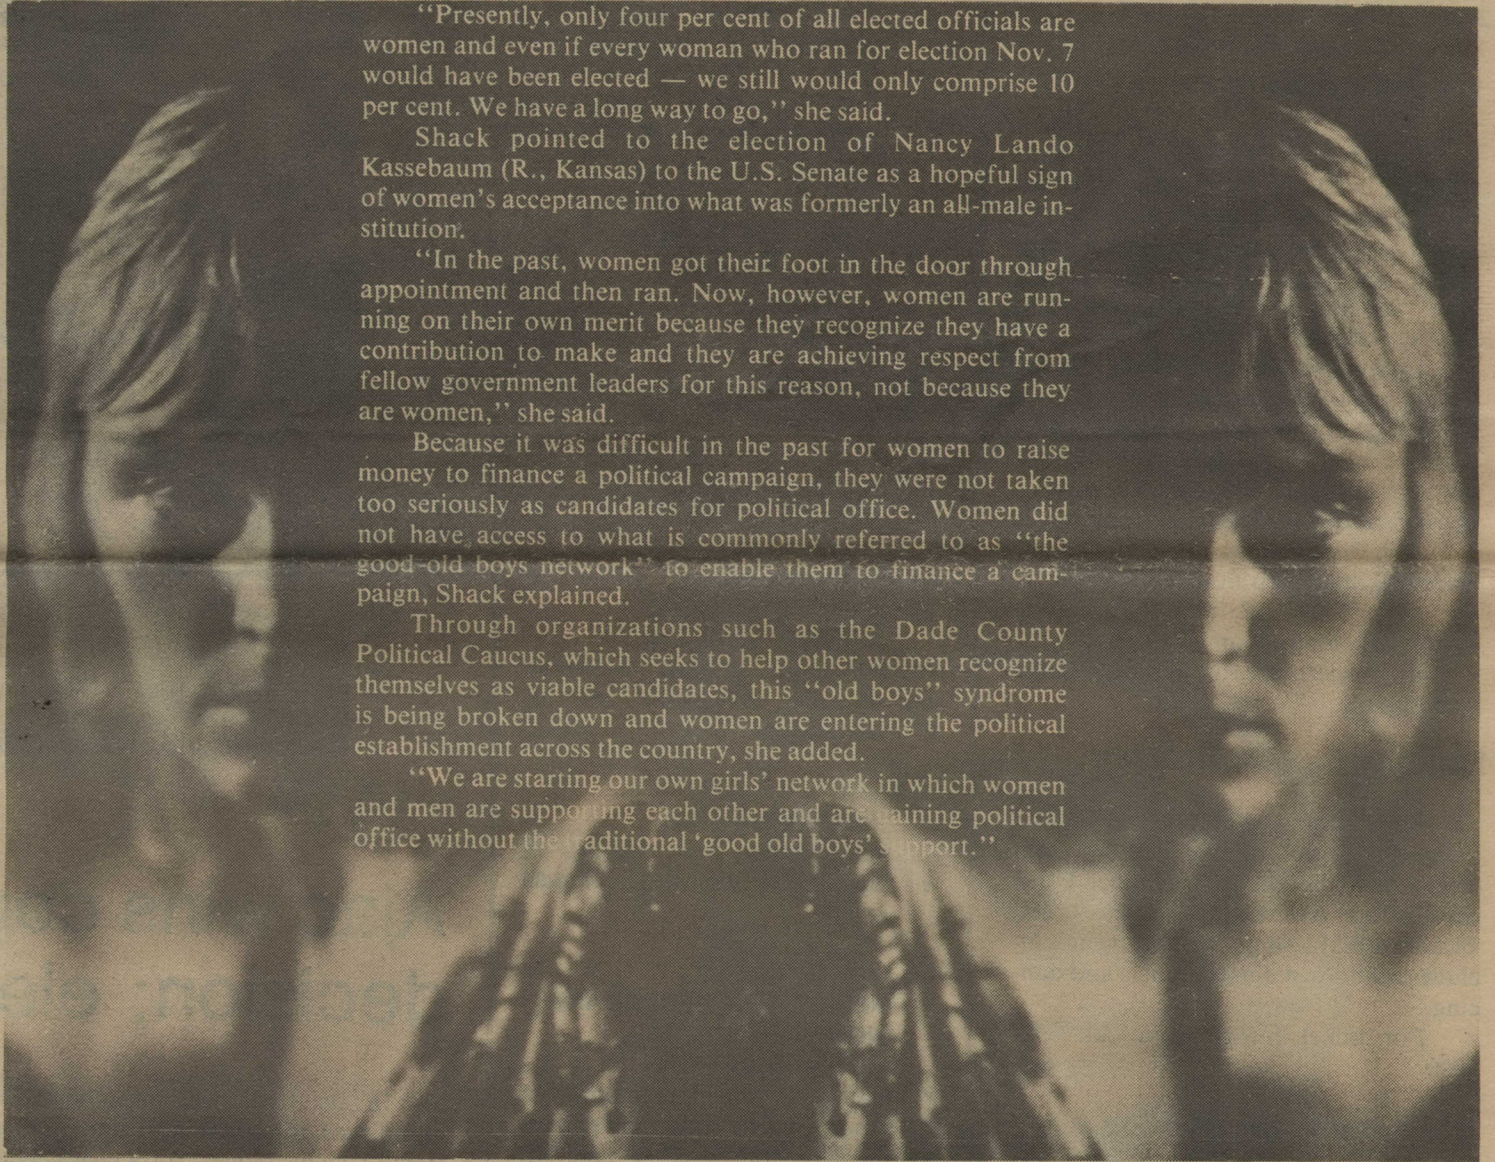 “Presently, only four per cent of all elected officials are
women and even if every woman who ran for election Nov. 7
would have been elected — we still would only comprise 10
per cent. We have a long way to go,” she said.
Shack pointed to the election of Nancy Lando
Kassebaum (R., Kansas) to the U.S. Senate as a hopeful sign
of women’s acceptance into what was formerly an all-male in-
stitution.
“In the past, women got their foot in the door through
appointment and then ran. Now, however, women are run-
ning on their own merit because they recognize they have a
contribution to make and they are achieving respect from
fellow government leaders for this reason, not because they
are women,” she said.
Because it was difficult in the past for women to raise
money to finance a political campaign, they were not taken
too seriously as candidates for political office. Women did
not have access to what is commonly referred to as “the
good-old boys network” to enable them to finance a cam-
paign, Shack explained.
Through organizations such as the Dade County
Political Caucus, which seeks to help other women recognize
themselves as viable candidates, this “old boys” syndrome
is being broken down and women are entering the political
establishment across the country, she added.
“We are starting our own girls’ network in which women
and men are supporting each other and are gaining political
office without the traditional ‘good old boys’ support.”